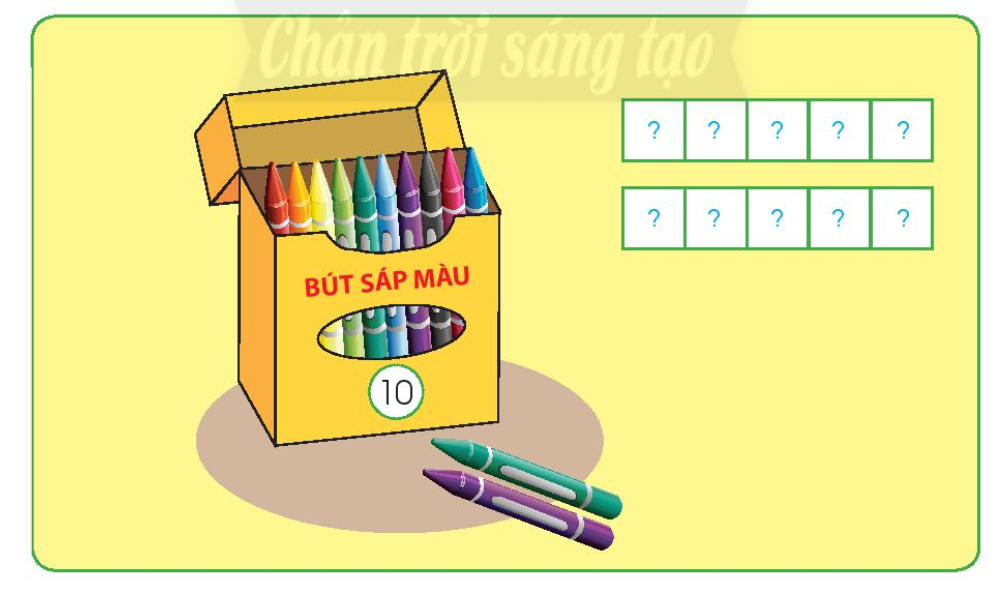 Chân trời sáng tạo
? ? ? ? ?
? ? ? ? ?
BÚT SÁP MÀU
10